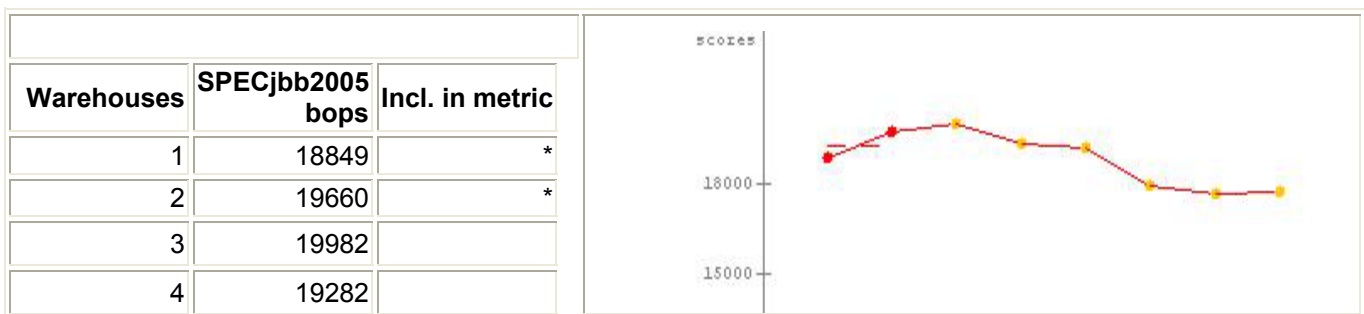 Warehouses SPECjbb2005 bops Incl. in metric
1 18849 *
2 19660 *
3 19982
4 19282
scores
18000
15000